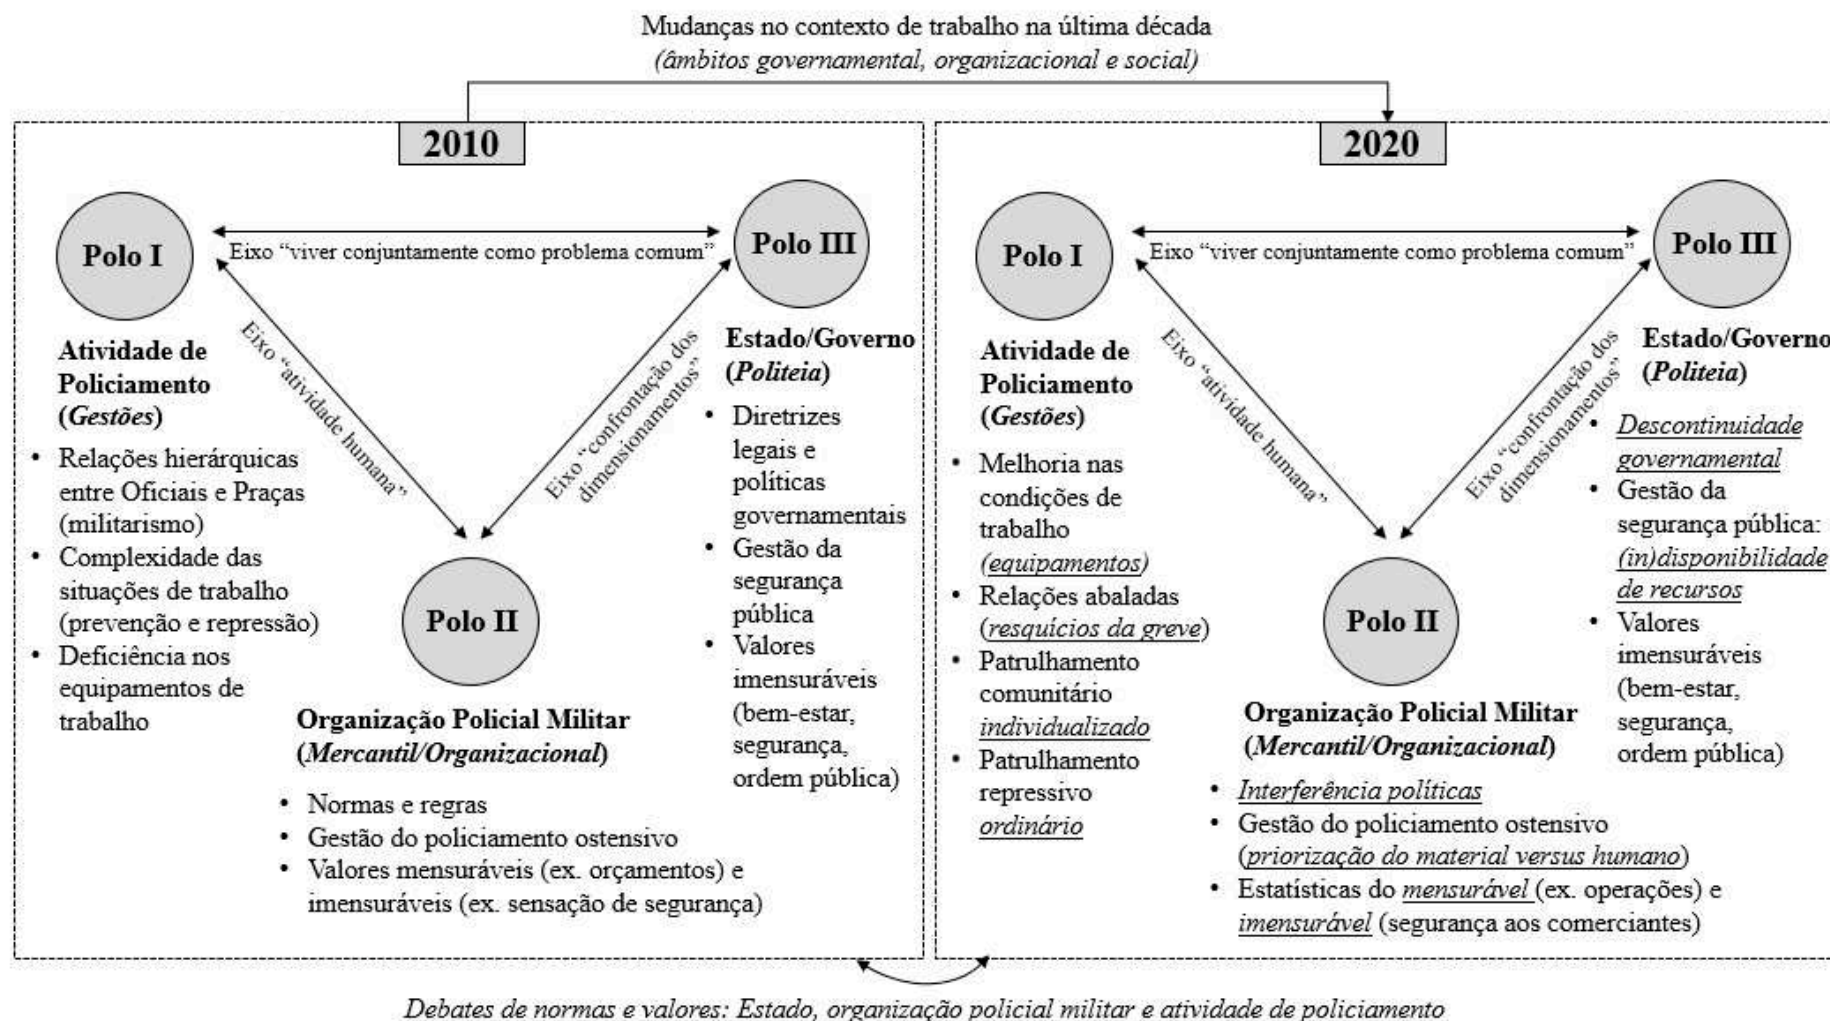 Mudanças no contexto de trabalho na última década
(âmbitos governamental, organizacional e social)
2010
Polo I
Eixo “viver conjuntamente como problema comum”
Polo III
Eixo “atividade humana”
Eixo “confrontação dos
dimensionamentos”
Atividade de
Policiamento
(Gestões)
• Relações hierárquicas
entre Oficiais e Praças
(militarismo)
• Complexidade das
situações de trabalho
(prevenção e repressão)
• Deficiência nos
equipamentos de
trabalho
Polo II
Organização Policial Militar
(Mercantil/Organizacional)
• Normas e regras
• Gestão do policiamento ostensivo
• Valores mensuráveis (ex. orçamentos) e
imensuráveis (ex. sensação de segurança)
Estado/Governo
(Politeia)
• Diretrizes
legais e
políticas
governamentais
• Gestão da
segurança
pública
• Valores
imensuráveis
(bem-estar,
segurança,
ordem pública)
2020
Polo I
Eixo “viver conjuntamente como problema comum”
Polo III
Eixo “atividade humana”
Eixo “confrontação dos
dimensionamentos”
Atividade de
Policiamento
(Gestões)
• Melhoria nas
condições de
trabalho
(equipamentos)
• Relações abaladas
(resquícios da greve)
• Patrulhamento
comunitário
individualizado
• Patrulhamento
repressivo
ordinário
Polo II
Organização Policial Militar
(Mercantil/Organizacional)
• Interferência políticas
• Gestão do policiamento ostensivo
(priorização do material versus humano)
• Estatísticas do mensurável (ex. operações) e
imensurável (segurança aos comerciantes)
Estado/Governo
(Politeia)
• Descontinuidade
governamental
• Gestão da
segurança pública:
(in)disponibilidade
de recursos
• Valores
imensuráveis
(bem-estar,
segurança,
ordem pública)
Debates de normas e valores: Estado, organização policial militar e atividade de policiamento